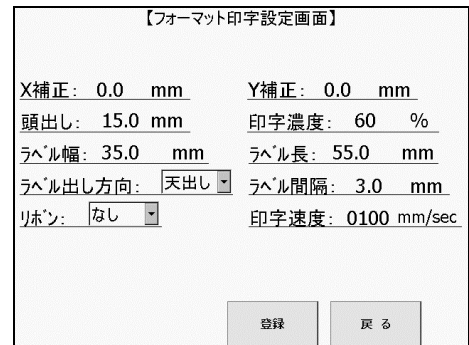 【フォーマット印字設定画面】
X補正: 0.0 mm Y補正: 0.0 mm
頭出し: 15.0 mm 印字濃度: 60 %
ﾗﾍﾞﾙ幅: 35.0 mm ﾗﾍﾞﾙ長: 55.0 mm
ﾗﾍﾞﾙ出し方向: 天出し ﾗﾍﾞﾙ間隔: 3.0 mm
ﾘﾎﾞﾝ: なし 印字速度: 0100 mm/sec
登録 戻る